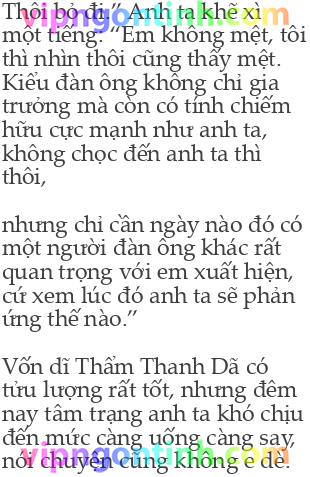 Thôi bỏ đi.” Anh ta khẽ xì
một tiếng: “Em không mệt, tôi
thì nhìn thôi cũng thấy mệt.
Kiểu đàn ông không chỉ gia
trưởng mà còn có tính chiếm
hữu cực mạnh như anh ta,
không chọc đến anh ta thì
thôi,
nhưng chỉ cần ngày nào đó có
một người đàn ông khác rất
quan trọng với em xuất hiện,
cứ xem lúc đó anh ta sẽ phản
ứng thế nào.”
Vốn dĩ Thẩm Thanh Dã có
tửu lượng rất tốt, nhưng đêm
nay tâm trạng anh ta khó chịu
đến mức càng uống càng say,
nói chuyện cũng không e dè.
vipngontinh.com
vipngontinh.com